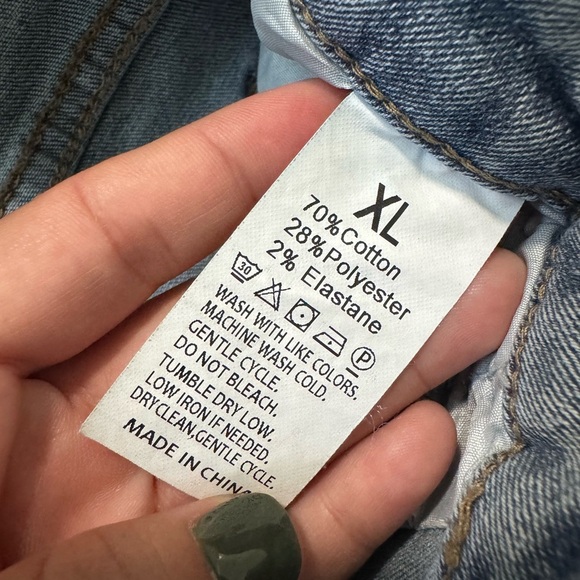 XL
70%Cotton
28%Polyester
2% Elastane
30
P
WASH WITH LIKE COLORS,
MACHINE WASH COLD.
GENTLE CYCLE.
DO NOT BLEACH.
TUMBLE DRY LOW.
LOW IRON IF NEEDED.
DRYCLEAN,GENTLE CYCLE.
MADE IN CHINA